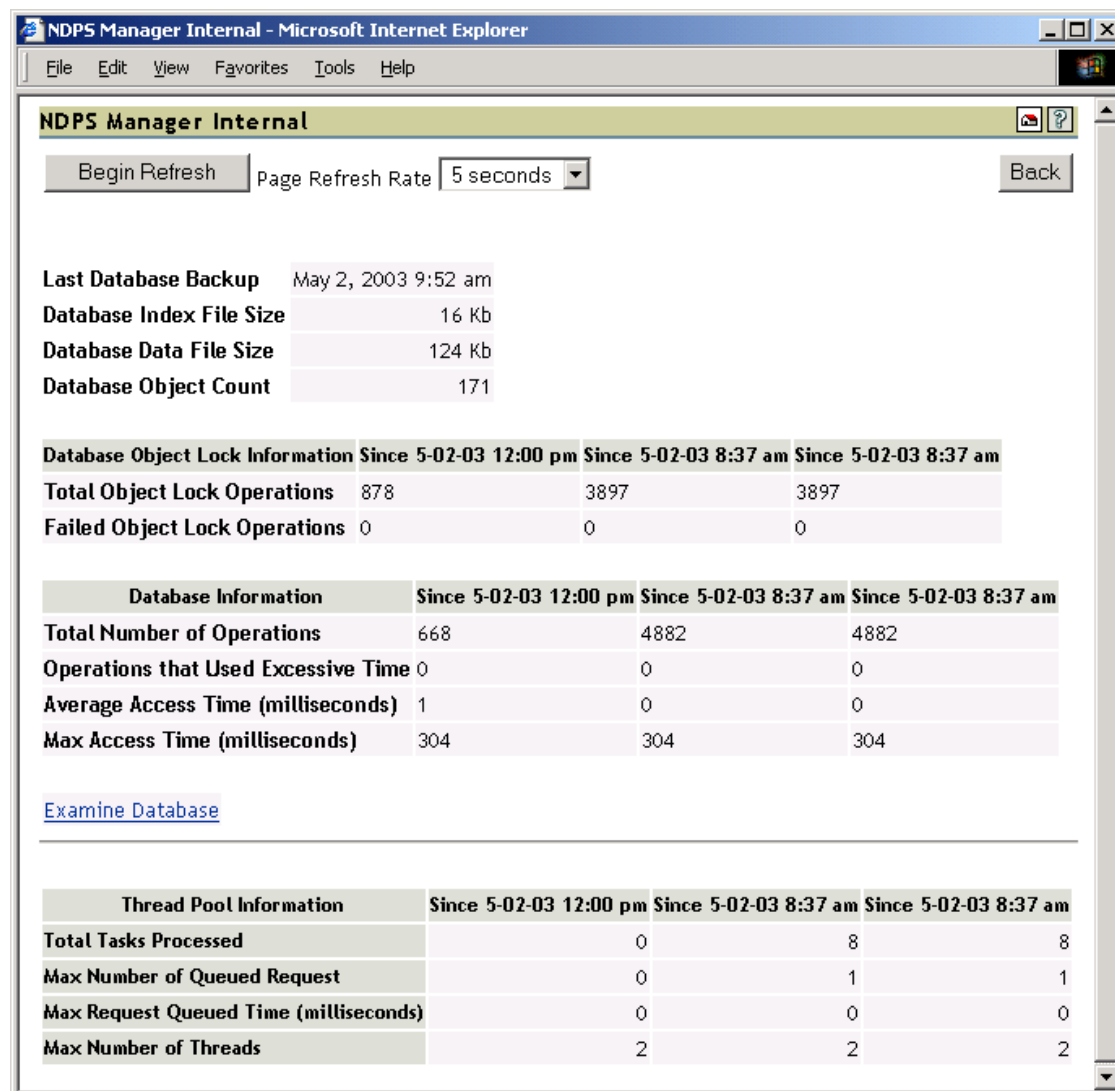 NDPS Manager Internal - Microsoft Internet Explorer
File Edit View Favorites Tools Help
NDPS Manager Internal ?
Begin Refresh Page Refresh Rate 5 seconds Back
Last Database Backup May 2, 2003 9:52 am
Database Index File Size 16 Kb
Database Data File Size 124 Kb
Database Object Count 171
Database Object Lock Information Since 5-02-03 12:00 pm Since 5-02-03 8:37 am Since 5-02-03 8:37 am
Total Object Lock Operations 878 3897 3897
Failed Object Lock Operations 0 0 0
Database Information Since 5-02-03 12:00 pm Since 5-02-03 8:37 am Since 5-02-03 8:37 am
Total Number of Operations 668 4882 4882
Operations that Used Excessive Time 0 0 0
Average Access Time (milliseconds) 1 0 0
Max Access Time (milliseconds) 304 304 304
Examine Database
Thread Pool Information Since 5-02-03 12:00 pm Since 5-02-03 8:37 am Since 5-02-03 8:37 am
Total Tasks Processed 0 8 8
Max Number of Queued Request 0 1 1
Max Request Queued Time (milliseconds) 0 0 0
Max Number of Threads 2 2 2